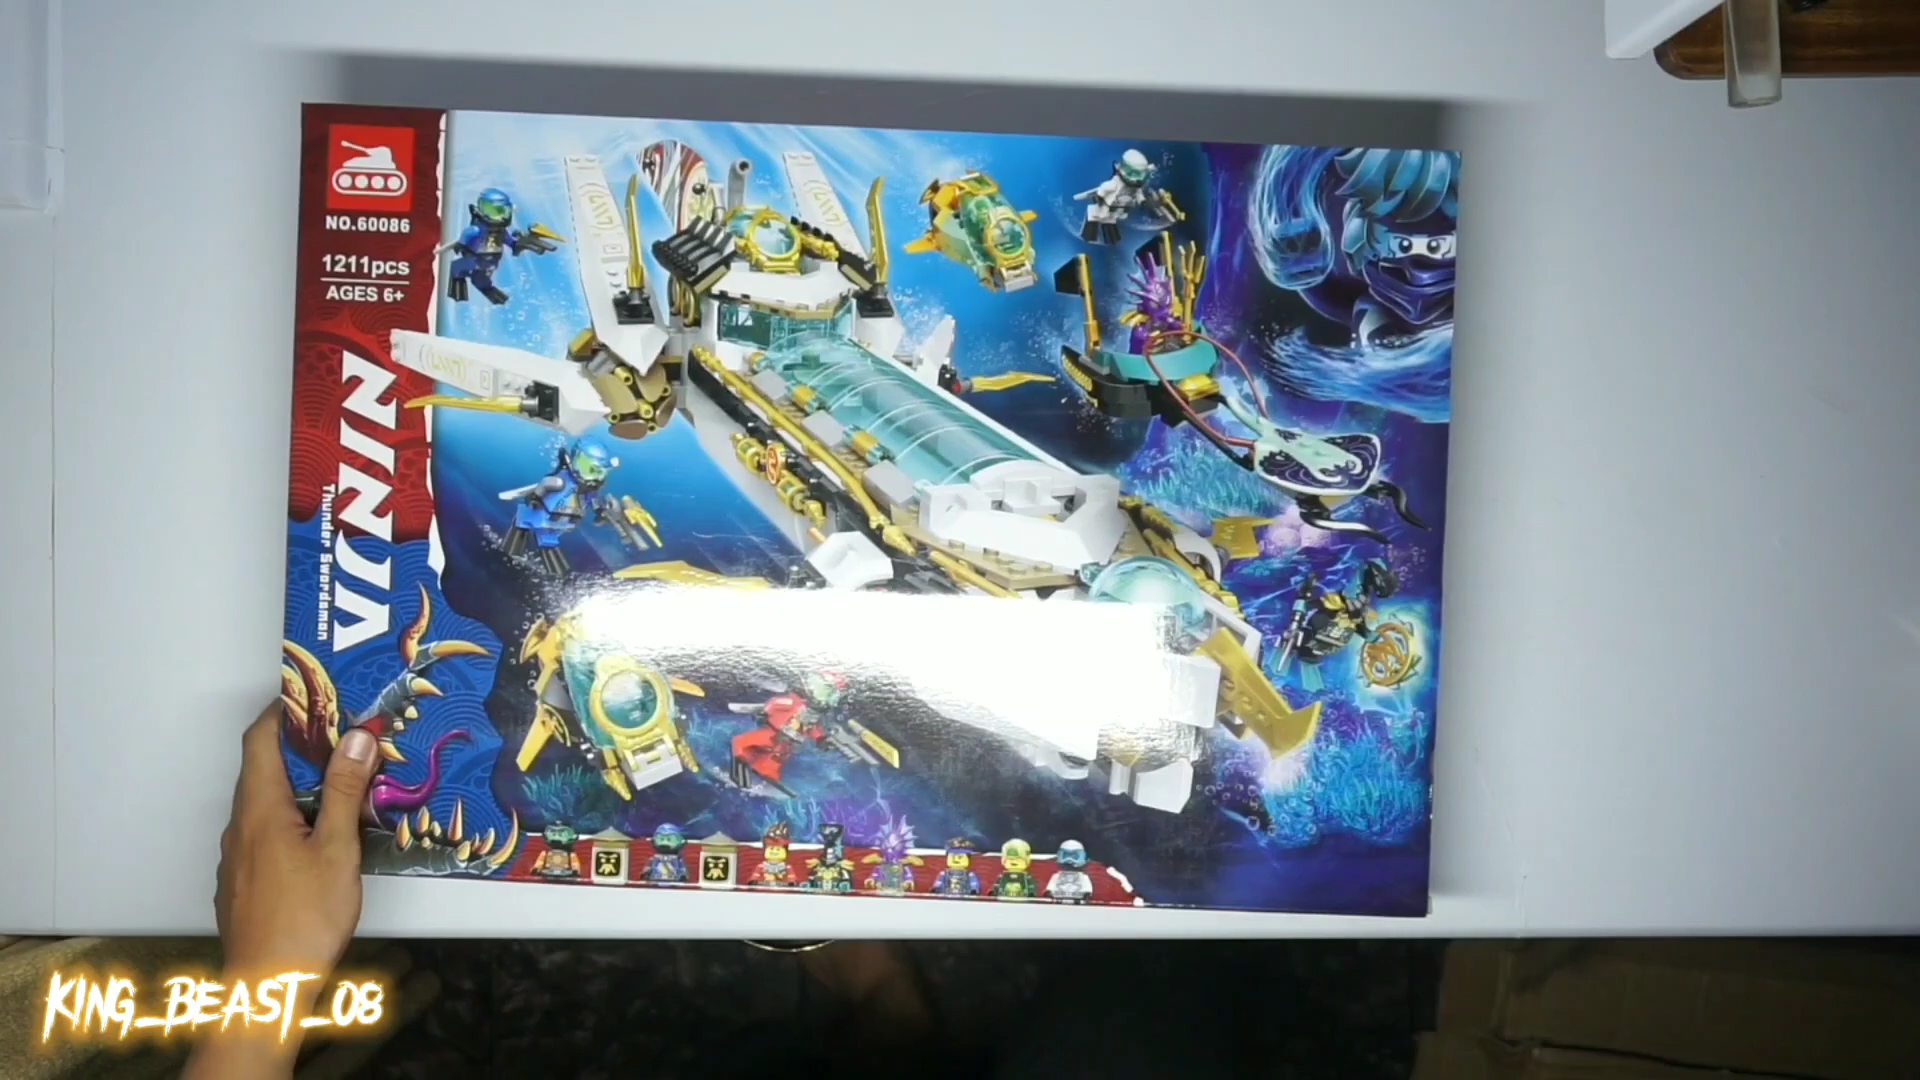 NO.60086
1211pcs
AGES 6+
NINJA
Thunder Swordsman
KING_BEAST_08